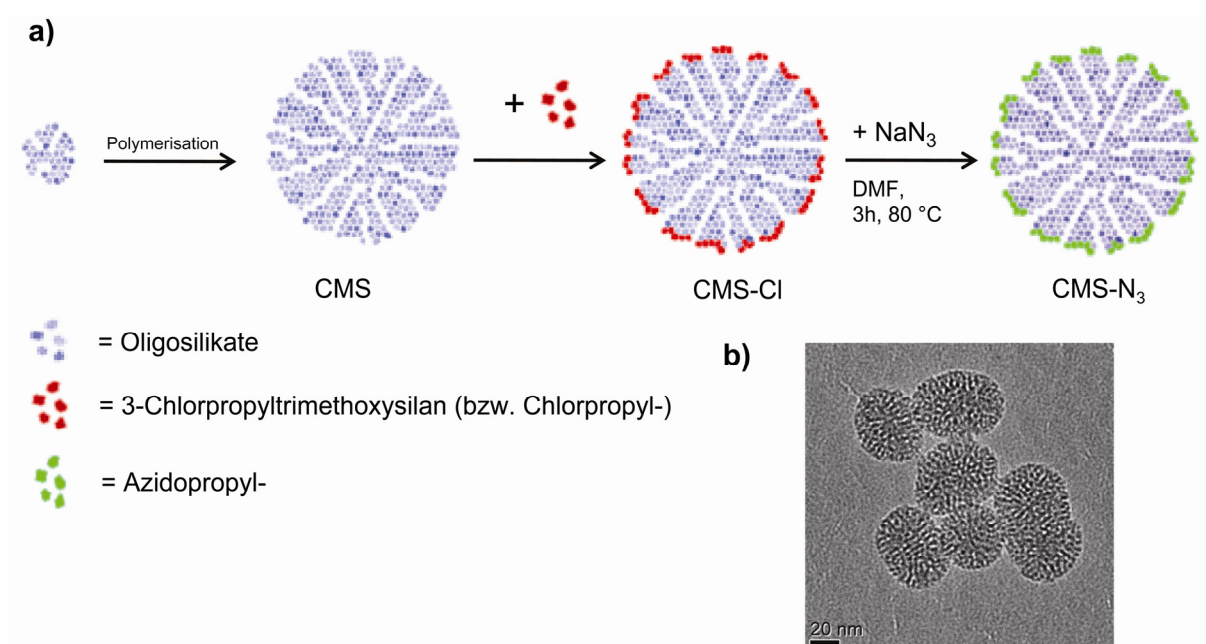 a)
Polymerisation
+
+ NaN₃
DMF,
3h, 80 °C
CMS
CMS-Cl
CMS-N₃
= Oligosilikate
= 3-Chlorpropyltrimethoxysilan (bzw. Chlorpropyl-)
= Azidopropyl-
b)
20 nm